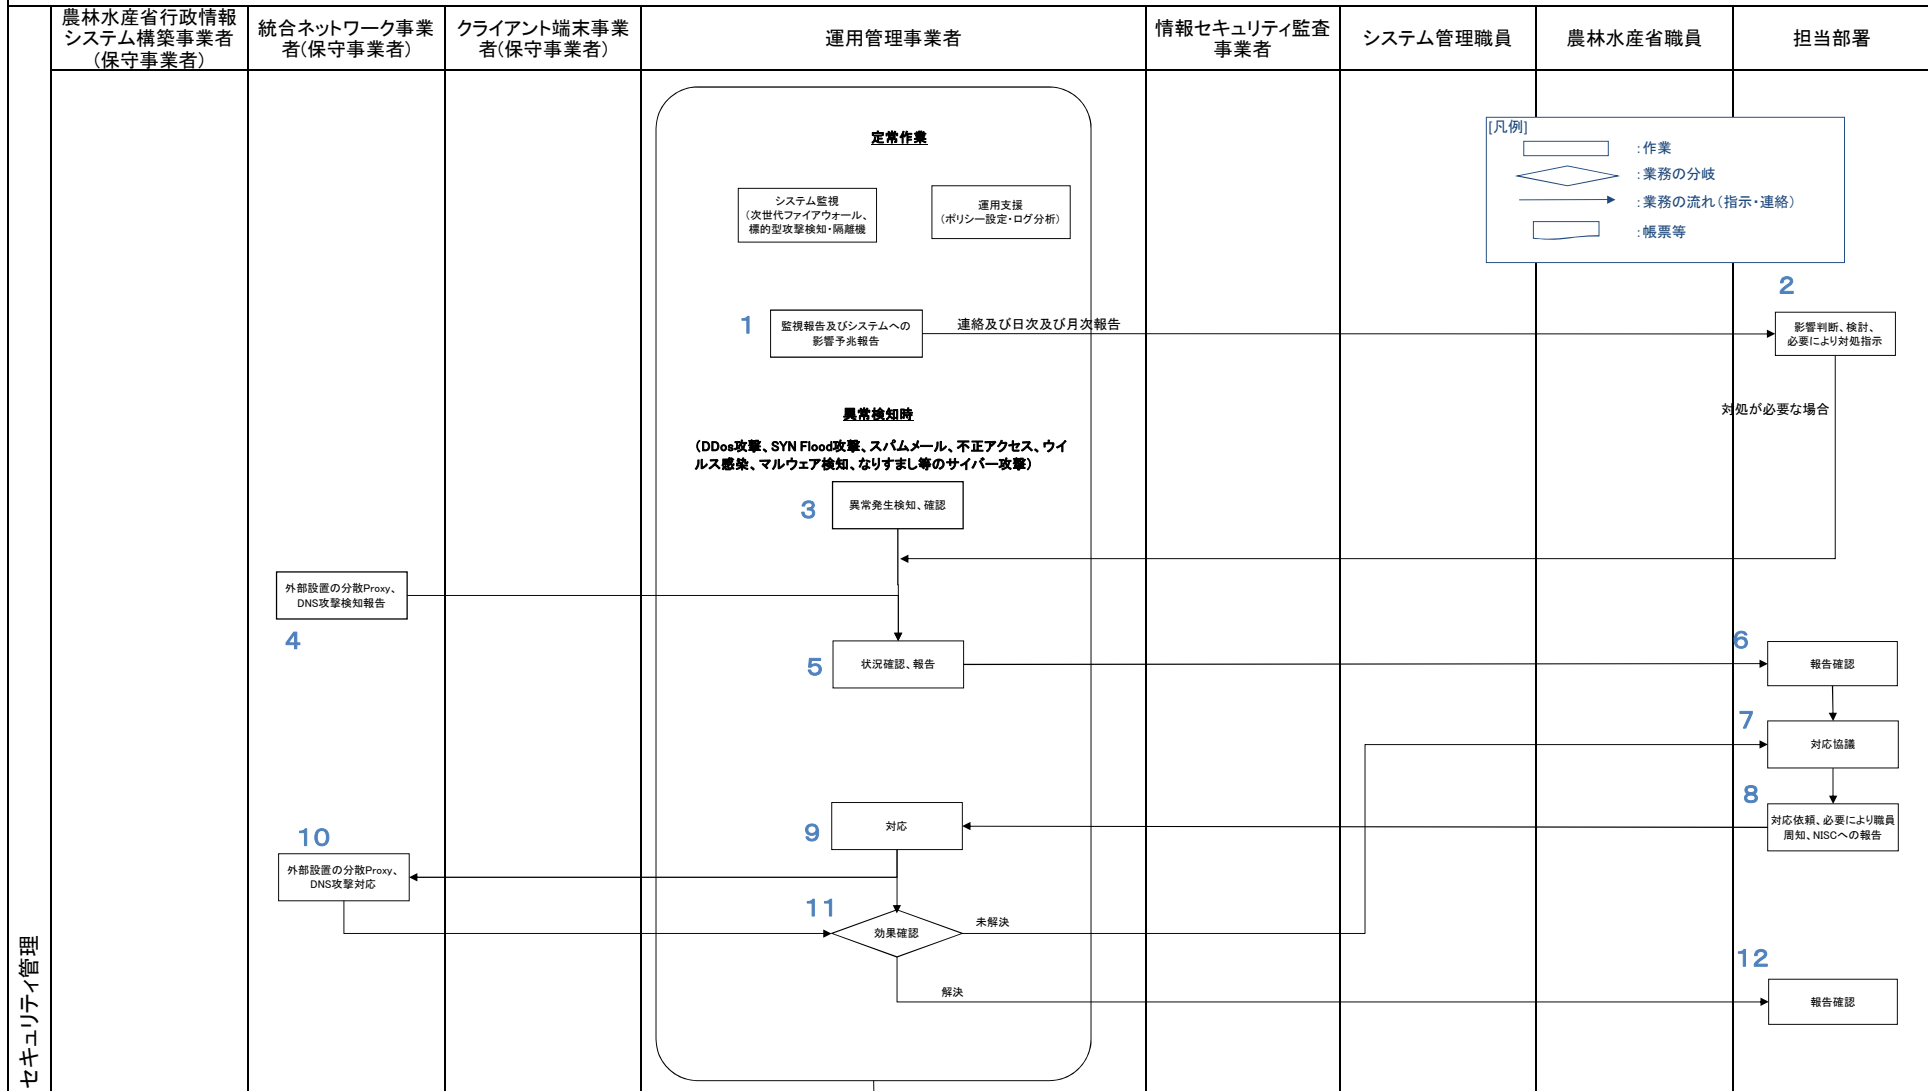 農林水産省行政情報
システム構築事業者
(保守事業者)
統合ネットワーク事業
者(保守事業者)
クライアント端末事業
者(保守事業者)
運用管理事業者
情報セキュリティ監査
事業者
システム管理職員
農林水産省職員
担当部署
セキュリティ管理
定常作業
[凡例]
:作業
:業務の分岐
:業務の流れ(指示・連絡)
:帳票等
システム監視
(次世代ファイアウォール、
標的型攻撃検知・隔離機
運用支援
(ポリシー設定・ログ分析)
1
監視報告及びシステムへの
影響予兆報告
連絡及び日次及び月次報告
2
影響判断、検討、
必要により対処指示
対処が必要な場合
異常検知時
(DDos攻撃、SYN Flood攻撃、スパムメール、不正アクセス、ウイ
ルス感染、マルウェア検知、なりすまし等のサイバー攻撃)
3
異常発生検知、確認
外部設置の分散Proxy、
DNS攻撃検知報告
4
5
状況確認、報告
6
報告確認
7
対応協議
8
対応依頼、必要により職員
周知、NISCへの報告
9
対応
10
外部設置の分散Proxy、
DNS攻撃対応
11
効果確認
未解決
解決
12
報告確認